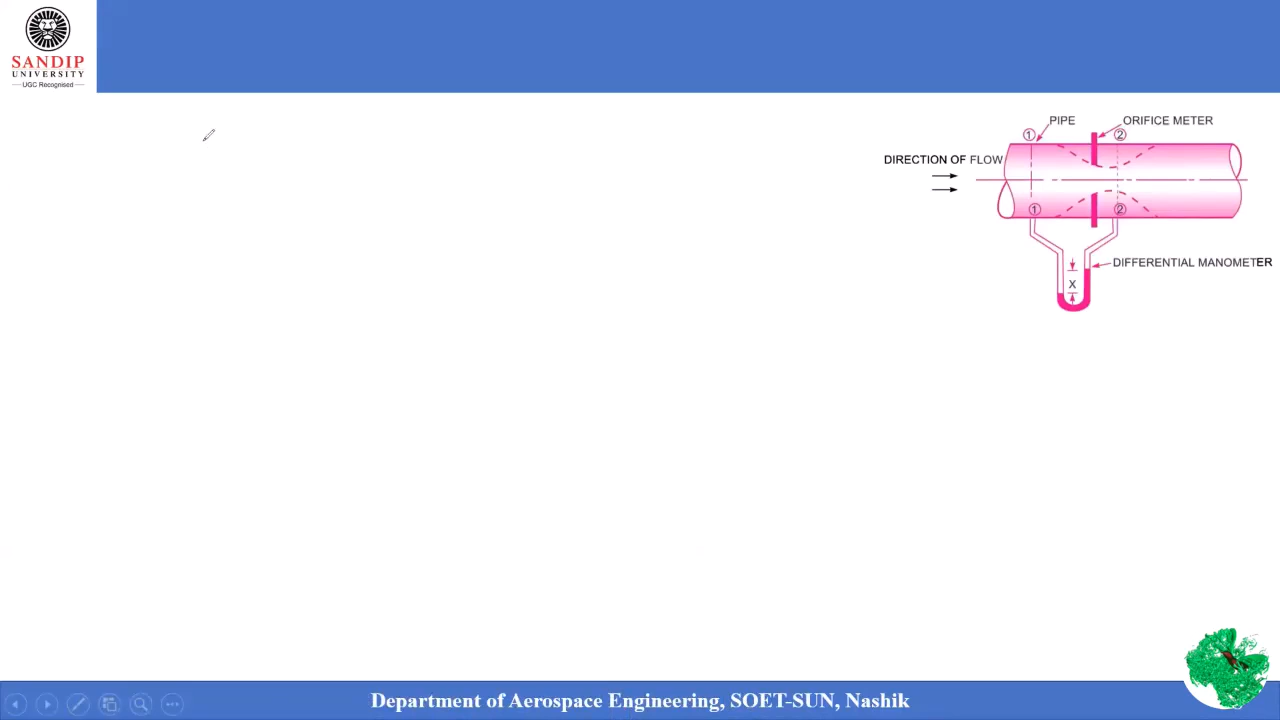 SANDIP
UNIVERSITY
UGC Recognised
PIPE
ORIFICE METER
1
2
DIRECTION OF FLOW
1
2
DIFFERENTIAL MANOMETER
X
Department of Aerospace Engineering, SOET-SUN, Nashik